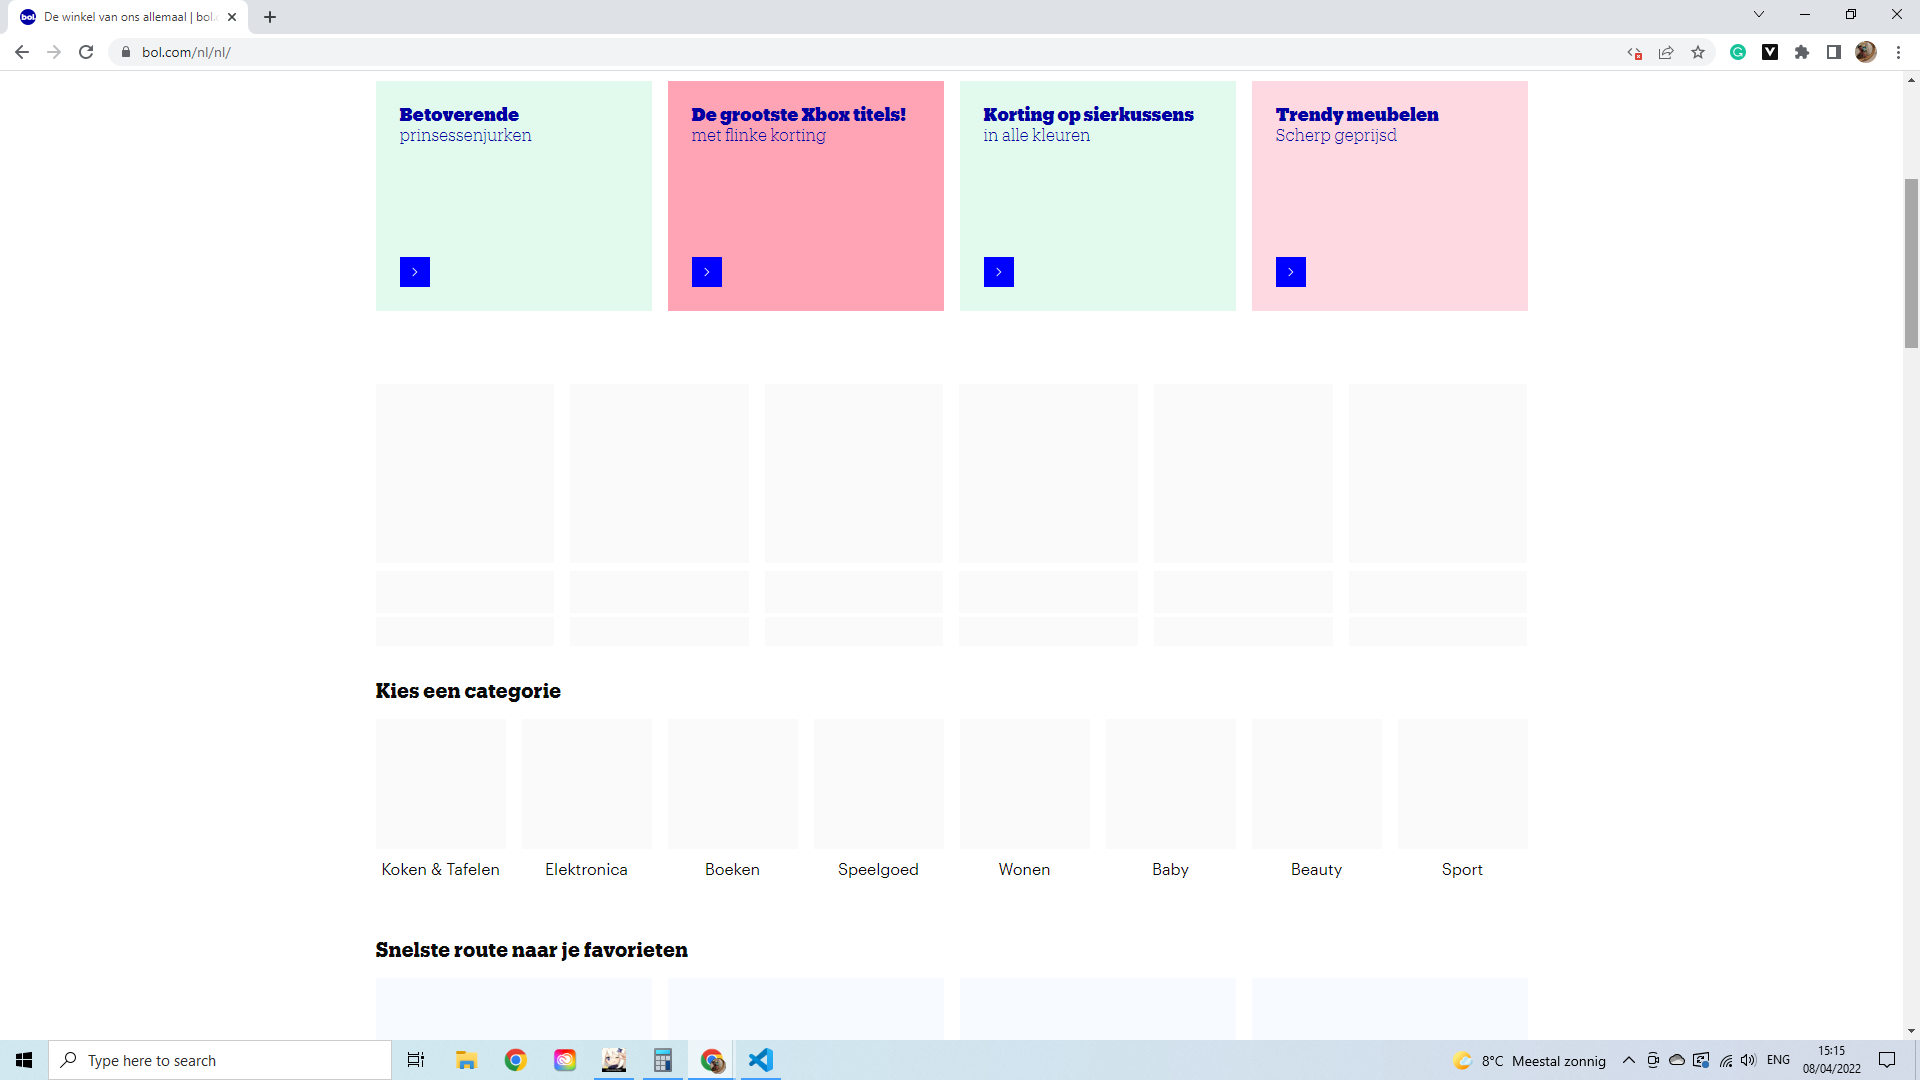 bol.
De winkel van ons allemaal | bol.c
bol.com/nl/nl/
Betoverende
prinsessenjurken
De grootste Xbox titels!
met flinke korting
Korting op sierkussens
in alle kleuren
Trendy meubelen
Scherp geprijsd
Kies een categorie
Koken & Tafelen
Elektronica
Boeken
Speelgoed
Wonen
Baby
Beauty
Sport
Snelste route naar je favorieten
Type here to search
8°C Meestal zonnig
ENG
15:15
08/04/2022